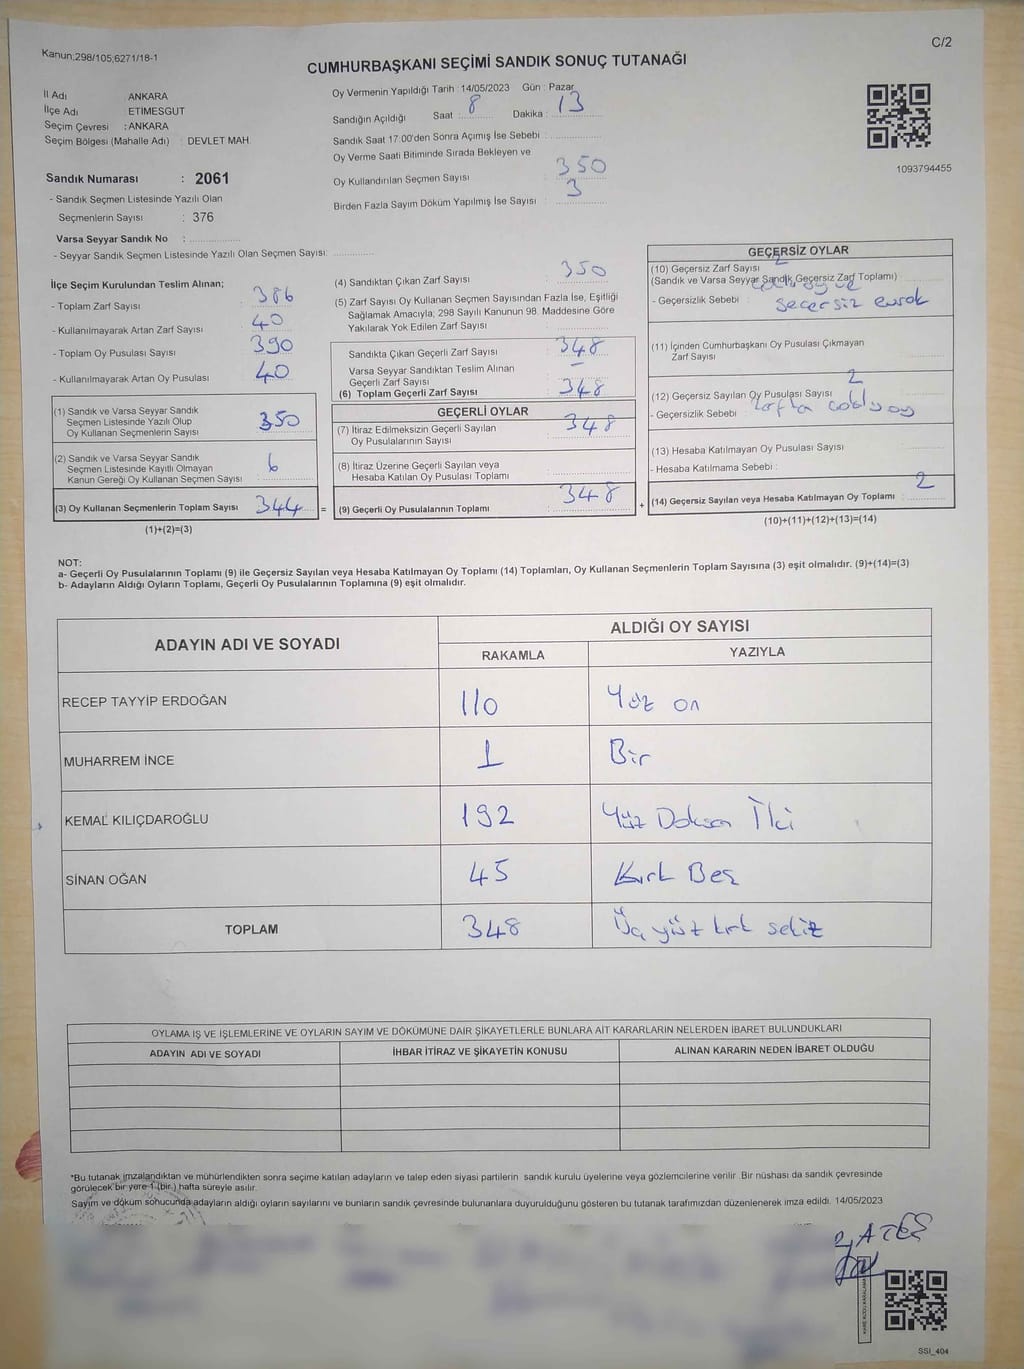 Kanun:298/105;6271/18-1
C/2
CUMHURBAŞKANI SEÇİMİ SANDIK SONUÇ TUTANAĞI
İl Adı ANKARA
İlçe Adı ETİMESGUT
Seçim Çevresi : ANKARA
Seçim Bölgesi (Mahalle Adı) : DEVLET MAH.
Sandık Numarası : 2061
- Sandık Seçmen Listesinde Yazılı Olan
Seçmenlerin Sayısı : 376
Varsa Seyyar Sandık No :
- Seyyar Sandık Seçmen Listesinde Yazılı Olan Seçmen Sayısı:
Oy Vermenin Yapıldığı Tarih : 14/05/2023 Gün : Pazar
Sandığın Açıldığı Saat : 8 Dakika : 13
Sandık Saat 17:00'den Sonra Açımış İse Sebebi :
Oy Verme Saati Bitiminde Sırada Bekleyen ve
Oy Kullandırılan Seçmen Sayısı : 350
Birden Fazla Sayım Döküm Yapılmış İse Sayısı : 3
1093794455
İlçe Seçim Kurulundan Teslim Alınan;
- Toplam Zarf Sayısı 386
- Kullanılmayarak Artan Zarf Sayısı 40
- Toplam Oy Pusulası Sayısı 390
- Kullanılmayarak Artan Oy Pusulası 40
(1) Sandık ve Varsa Seyyar Sandık
Seçmen Listesinde Yazılı Olup
Oy Kullanan Seçmenlerin Sayısı 350
(2) Sandık ve Varsa Seyyar Sandık
Seçmen Listesinde Kayıtlı Olmayan
Kanun Gereği Oy Kullanan Seçmen Sayısı 6
(3) Oy Kullanan Seçmenlerin Toplam Sayısı 344 =
(1)+(2)=(3)
(4) Sandıktan Çıkan Zarf Sayısı 350
(5) Zarf Sayısı Oy Kullanan Seçmen Sayısından Fazla İse, Eşitliği
Sağlamak Amacıyla, 298 Sayılı Kanunun 98. Maddesine Göre
Yakılarak Yok Edilen Zarf Sayısı
Sandıkta Çıkan Geçerli Zarf Sayısı 348
Varsa Seyyar Sandıktan Teslim Alınan
Geçerli Zarf Sayısı –
(6) Toplam Geçerli Zarf Sayısı 348
GEÇERLİ OYLAR
(7) İtiraz Edilmeksizin Geçerli Sayılan
Oy Pusulalarının Sayısı 348
(8) İtiraz Üzerine Geçerli Sayılan veya
Hesaba Katılan Oy Pusulası Toplamı
(9) Geçerli Oy Pusulalarının Toplamı : 348 +
GEÇERSİZ OYLAR
(10) Geçersiz Zarf Sayısı 2
(Sandık ve Varsa Seyyar Sandık Geçersiz Zarf Toplamı)
- Geçersizlik Sebebi : geçersiz evrak
(11) İçinden Cumhurbaşkanı Oy Pusulası Çıkmayan
Zarf Sayısı
(12) Geçersiz Sayılan Oy Pusulası Sayısı 2
- Geçersizlik Sebebi : zarfta çoklu oy
(13) Hesaba Katılmayan Oy Pusulası Sayısı
- Hesaba Katılmama Sebebi :
(14) Geçersiz Sayılan veya Hesaba Katılmayan Oy Toplamı : 2
(10)+(11)+(12)+(13)=(14)
NOT:
a- Geçerli Oy Pusulalarının Toplamı (9) ile Geçersiz Sayılan veya Hesaba Katılmayan Oy Toplamı (14) Toplamları, Oy Kullanan Seçmenlerin Toplam Sayısına (3) eşit olmalıdır. (9)+(14)=(3)
b- Adayların Aldığı Oyların Toplamı, Geçerli Oy Pusulalarının Toplamına (9) eşit olmalıdır.
ADAYIN ADI VE SOYADI ALDIĞI OY SAYISI
RAKAMLA YAZIYLA
RECEP TAYYİP ERDOĞAN 110 Yüz on
MUHARREM İNCE 1 Bir
KEMAL KILIÇDAROĞLU 192 Yüz Doksan İki
SİNAN OĞAN 45 Kırk Beş
TOPLAM 348 Üç yüz kırk sekiz
OYLAMA İŞ VE İŞLEMLERİNE VE OYLARIN SAYIM VE DÖKÜMÜNE DAİR ŞİKAYETLERLE BUNLARA AİT KARARLARIN NELERDEN İBARET BULUNDUKLARI
ADAYIN ADI VE SOYADI İHBAR İTİRAZ VE ŞİKAYETİN KONUSU ALINAN KARARIN NEDEN İBARET OLDUĞU
*Bu tutanak imzalandıktan ve mühürlendikten sonra seçime katılan adayların ve talep eden siyasi partilerin sandık kurulu üyelerine veya gözlemcilerine verilir. Bir nüshası da sandık çevresinde
görülecek bir yere 1 (bir ) hafta süreyle asılır.
Sayım ve döküm sonucunda adayların aldığı oyların sayılarını ve bunların sandık çevresinde bulunanlara duyurulduğunu gösteren bu tutanak tarafımızdan düzenlenerek imza edildi. 14/05/2023
KARE KODU KARALAMA
SSI_404